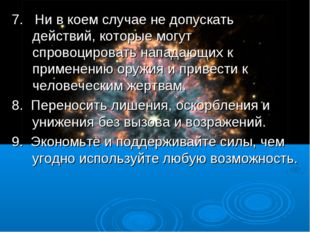 7. Ни в коем случае не допускать
действий, которые могут
спровоцировать нападающих к
применению оружия и привести к
человеческим жертвам.
8. Переносить лишения, оскорбления и
унижения без вызова и возражений.
9. Экономьте и поддерживайте силы, чем
угодно используйте любую возможность.